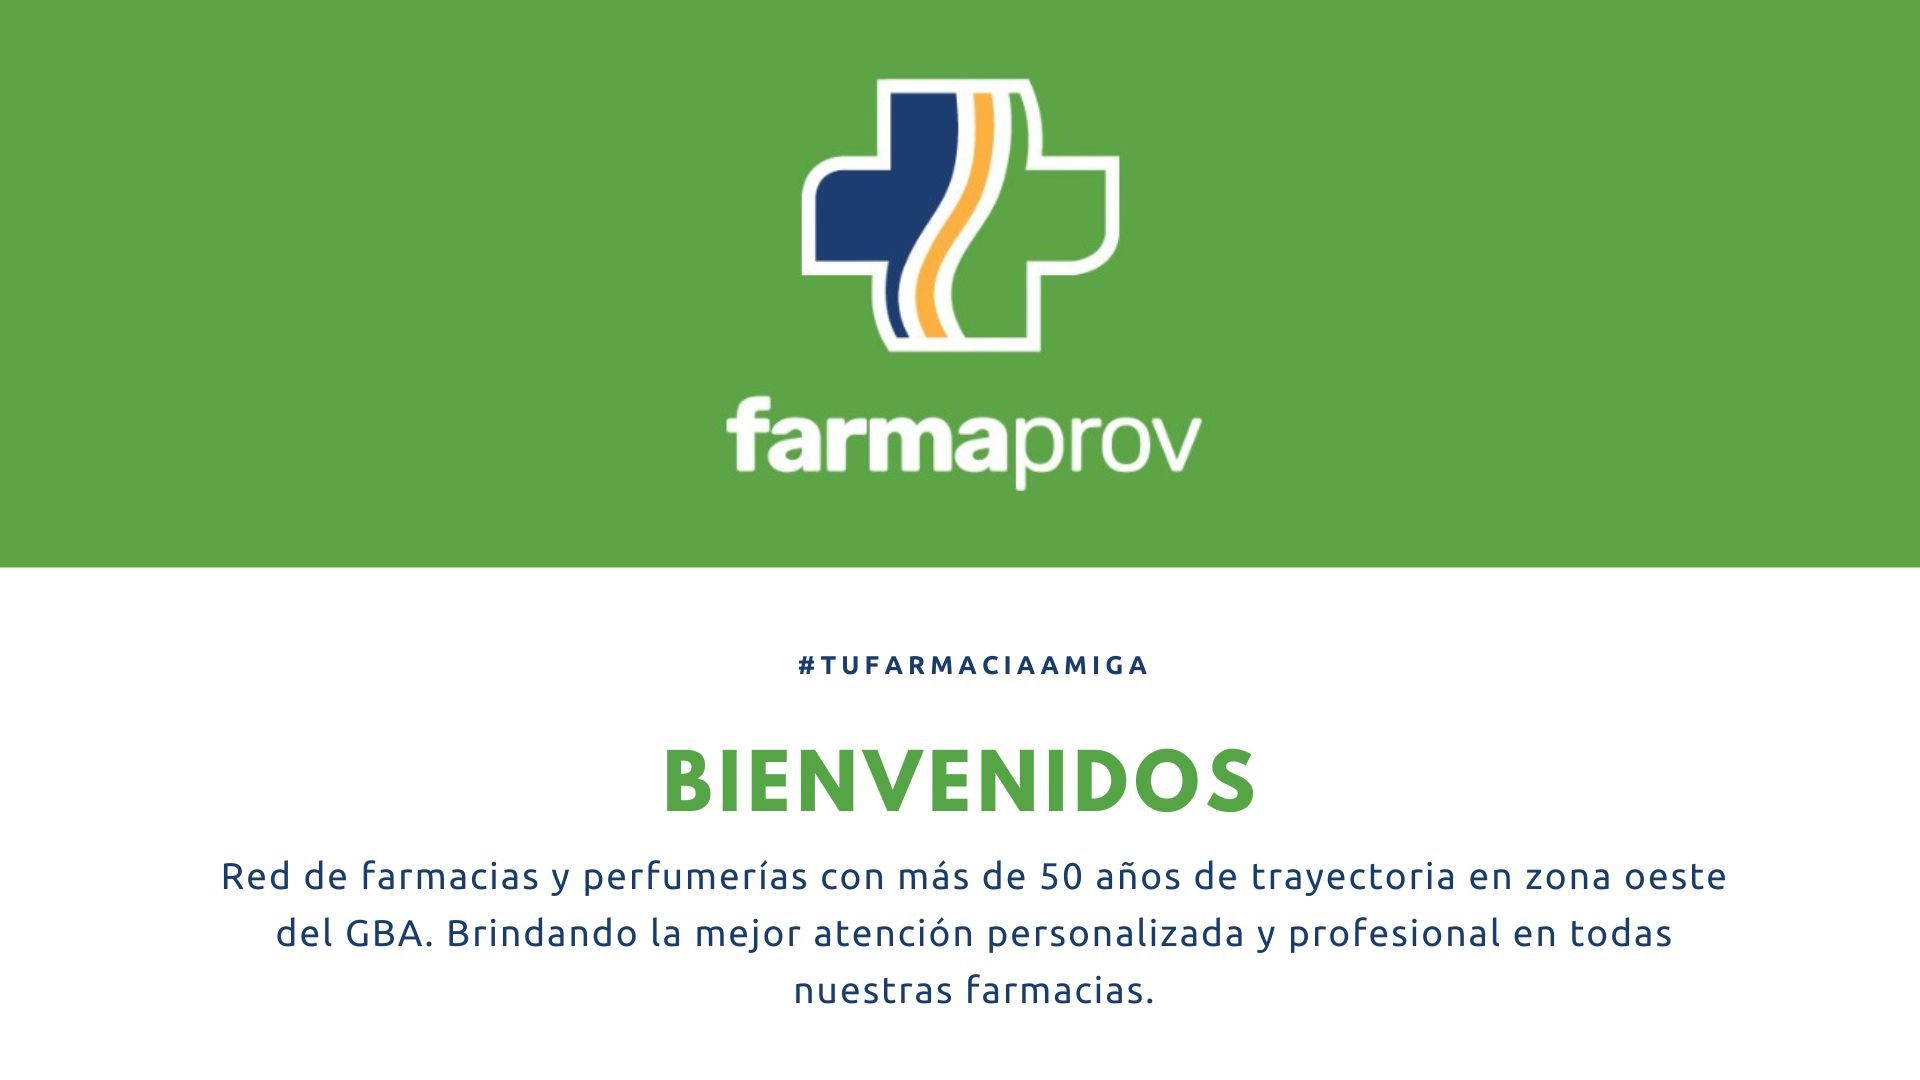 farmaprov
#TUFARMACIAAMIGA
BIENVENIDOS
Red de farmacias y perfumerías con más de 50 años de trayectoria en zona oeste
del GBA. Brindando la mejor atención personalizada y profesional en todas
nuestras farmacias.